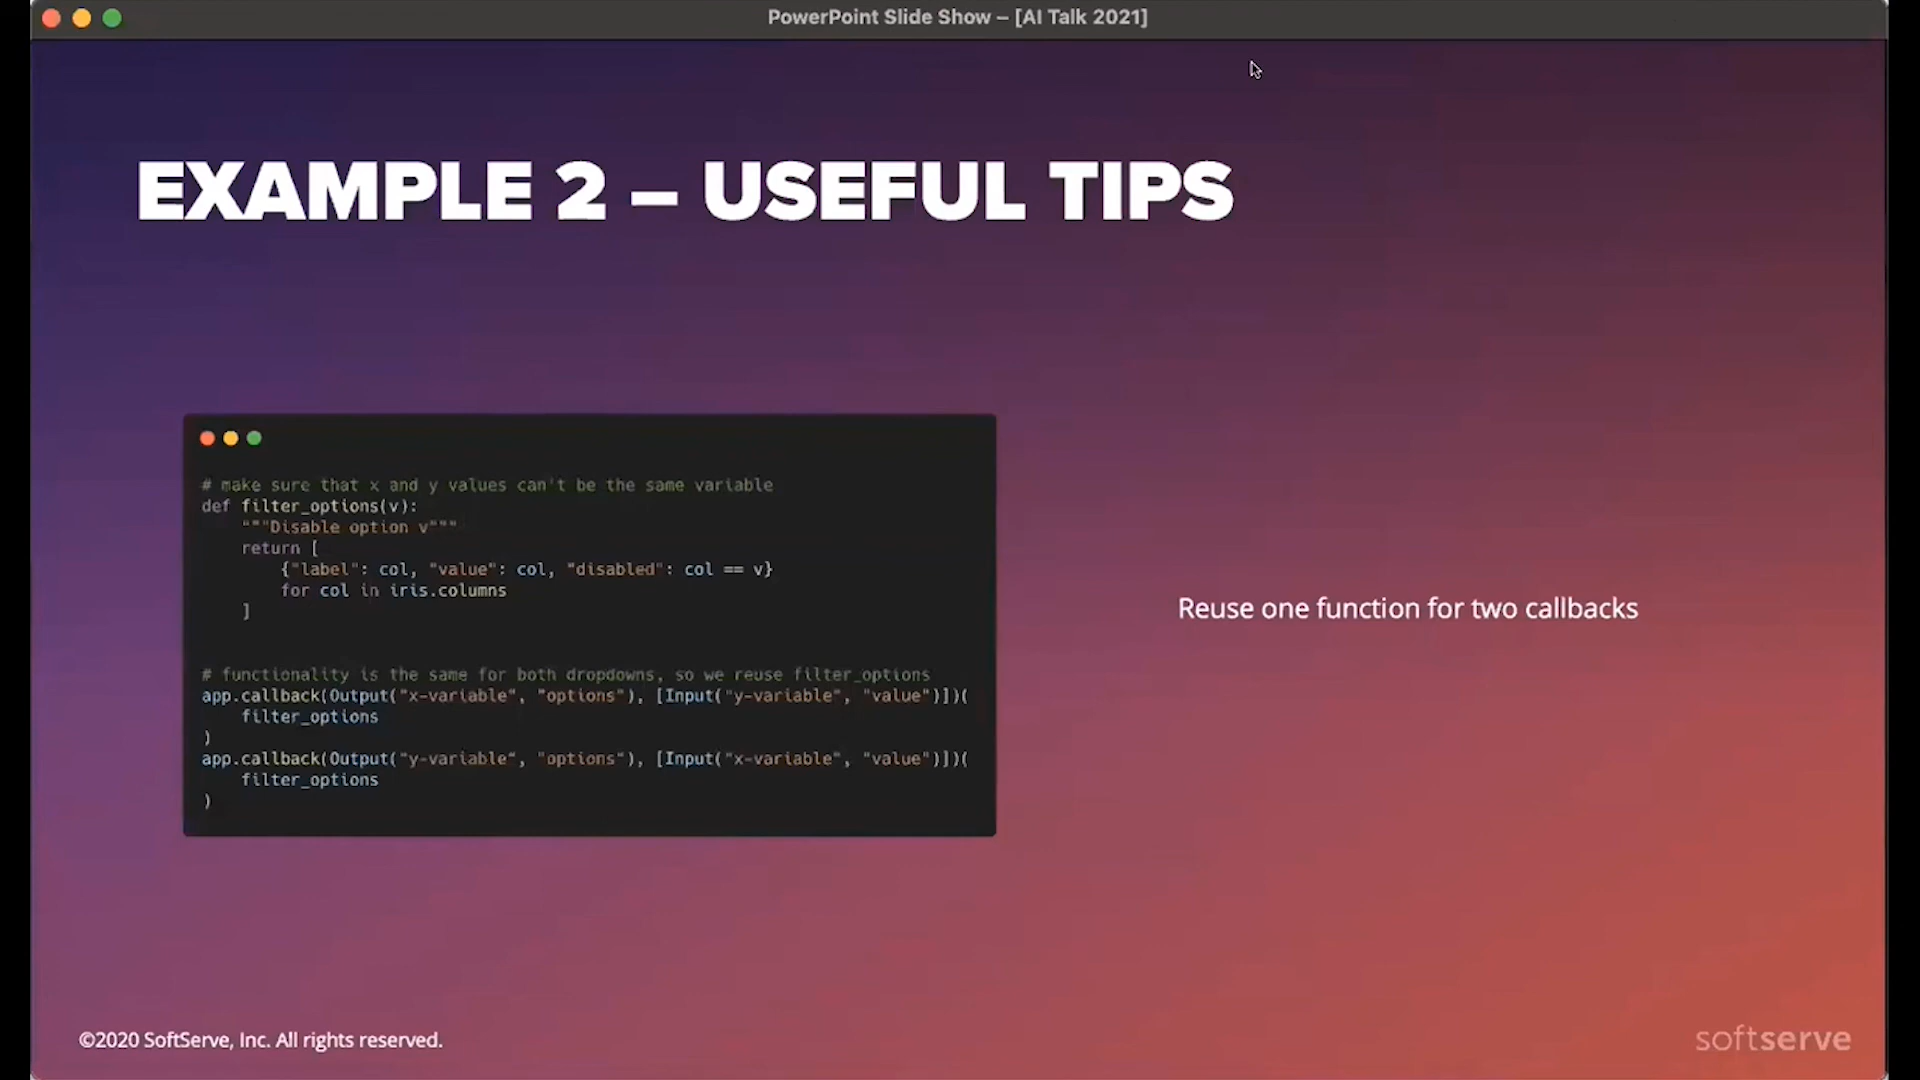 PowerPoint Slide Show – [AI Talk 2021]
EXAMPLE 2 – USEFUL TIPS
# make sure that x and y values can't be the same variable
def filter_options(v):
    """Disable option v"""
    return [
        {"label": col, "value": col, "disabled": col == v}
        for col in iris.columns
    ]
# functionality is the same for both dropdowns, so we reuse filter_options
app.callback(Output("x-variable", "options"), [Input("y-variable", "value")])(
    filter_options
)
app.callback(Output("y-variable", "options"), [Input("x-variable", "value")])(
    filter_options
)
Reuse one function for two callbacks
©2020 SoftServe, Inc. All rights reserved.
softserve